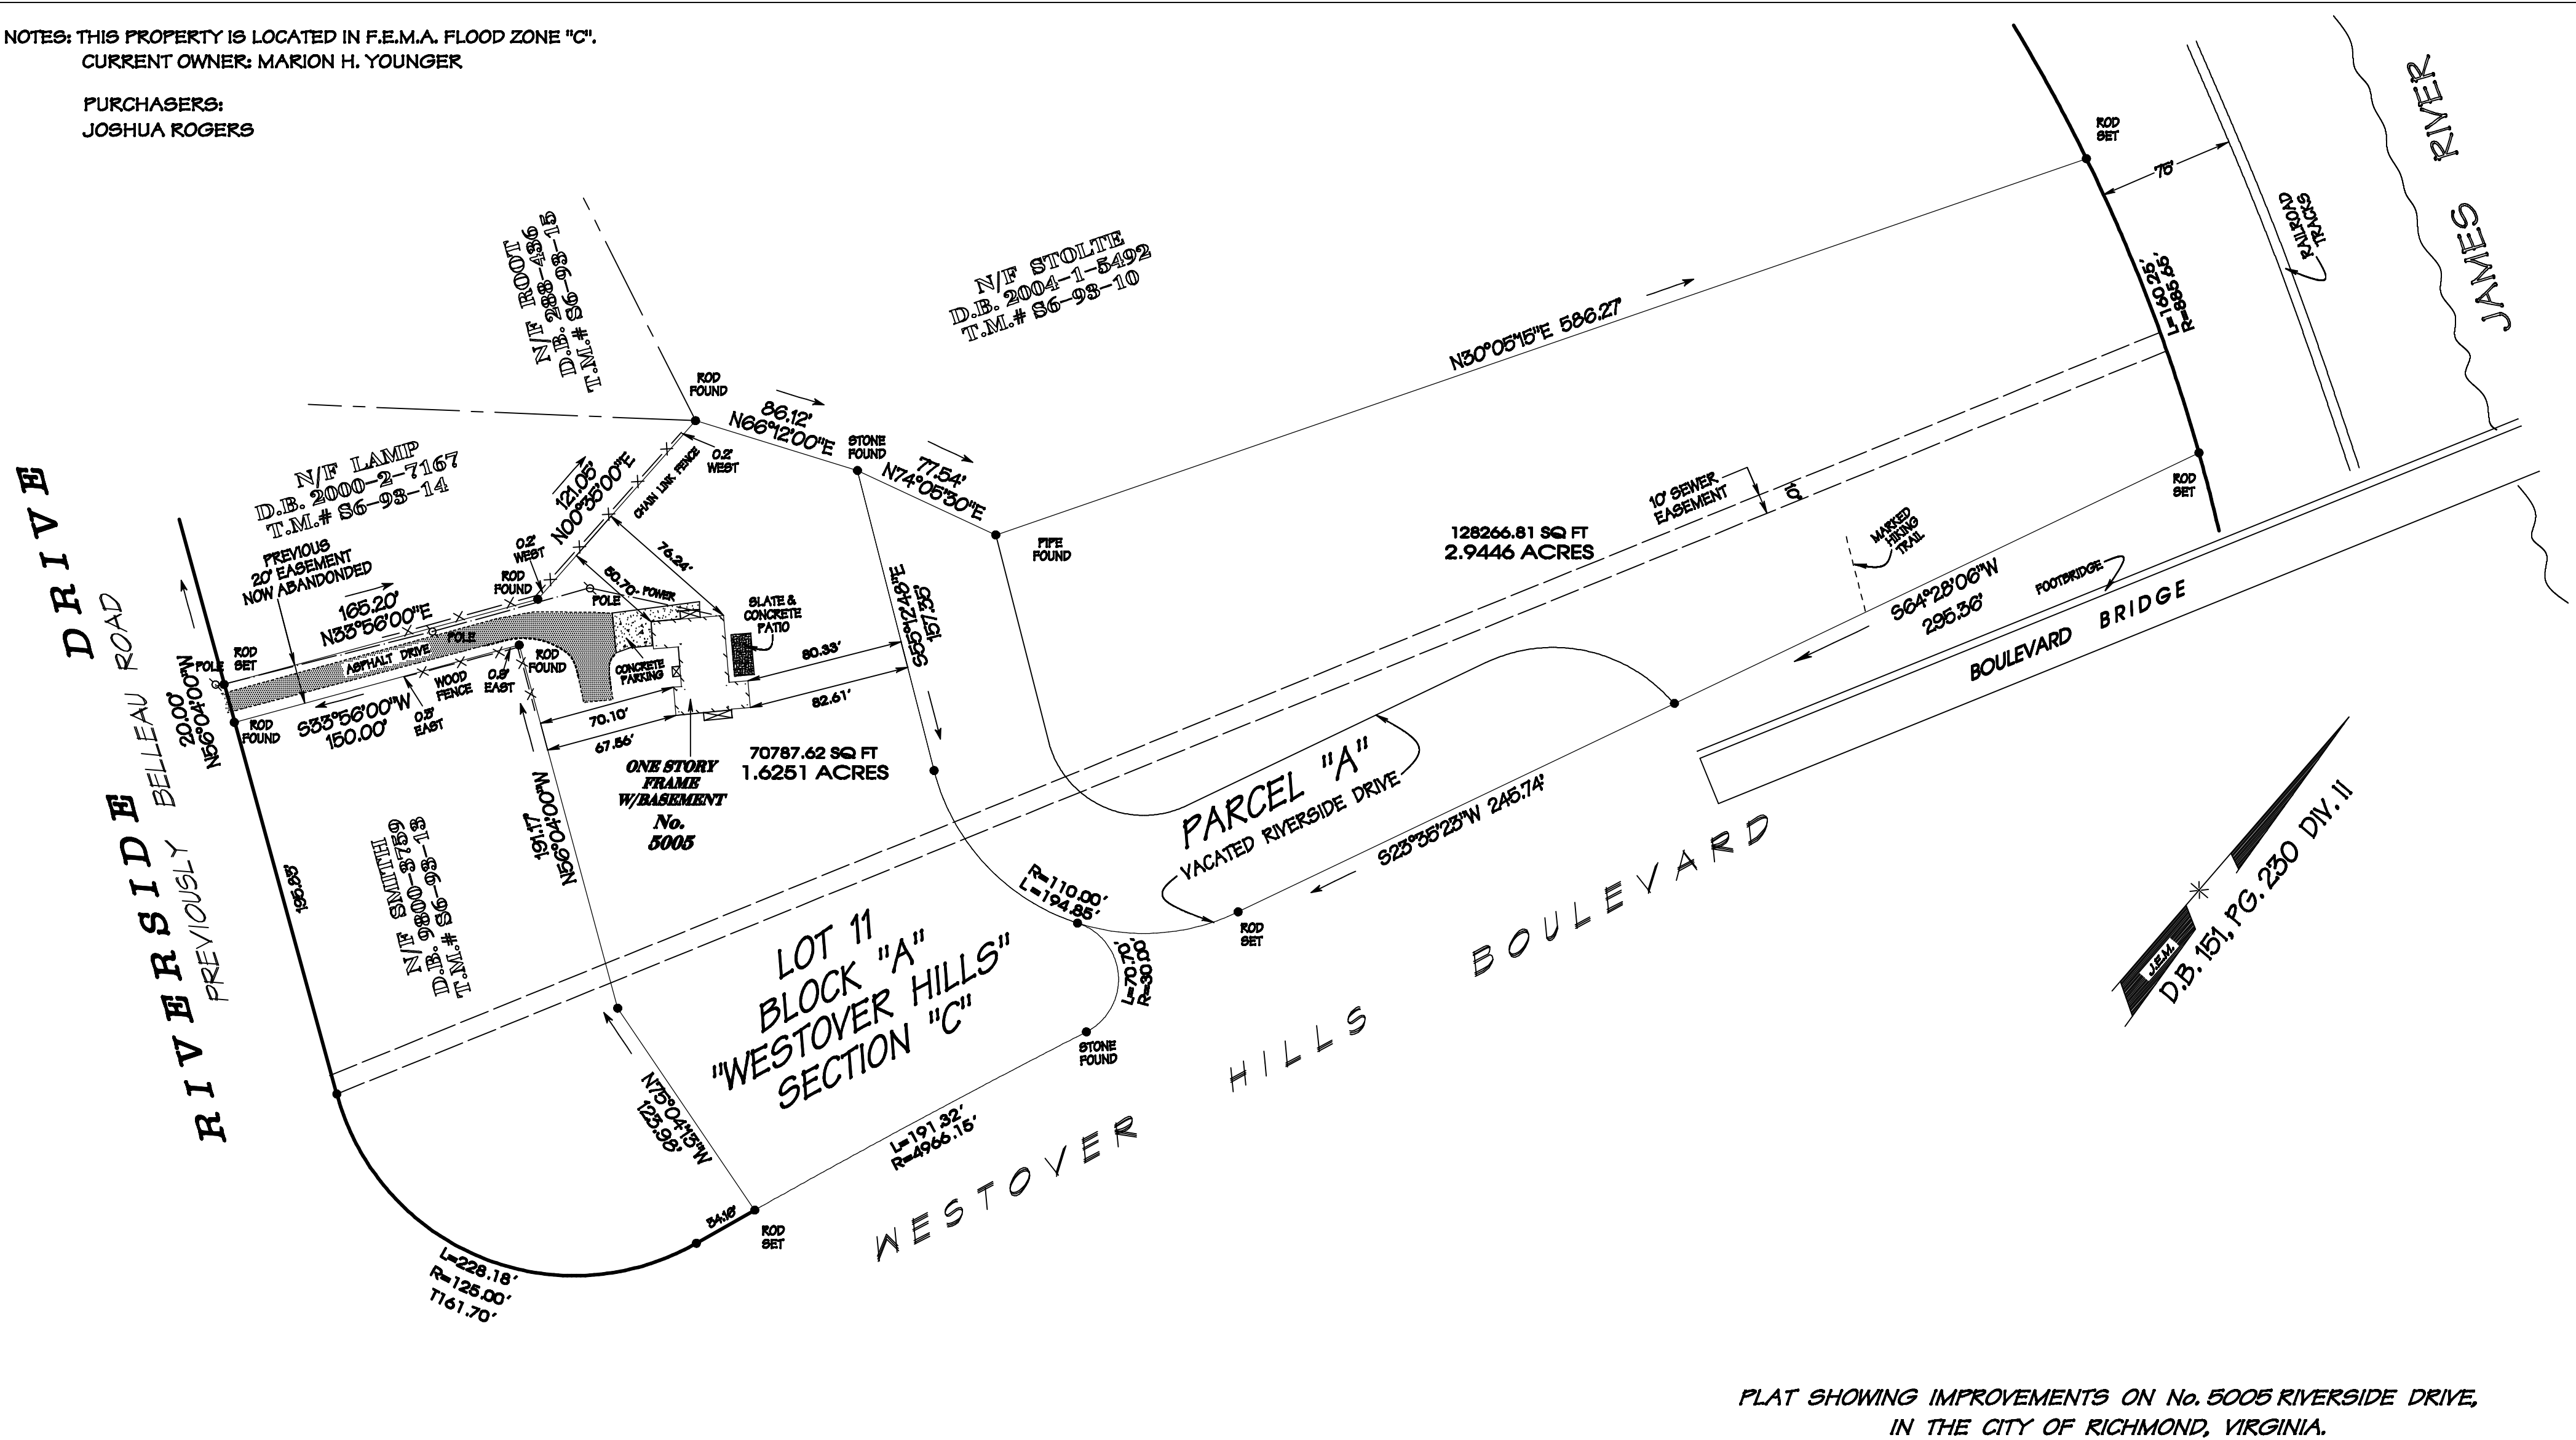 NOTES: THIS PROPERTY IS LOCATED IN F.E.M.A. FLOOD ZONE "C".
CURRENT OWNER: MARION H. YOUNGER
PURCHASERS:
JOSHUA ROGERS
RIVERSIDE DRIVE
PREVIOUSLY BELLEAU ROAD
N/F ROOT
D.B. 288-436
T.M.# S6-93-15
N/F STOLTE
D.B. 2004-1-5492
T.M.# S6-93-10
N/F LAMP
D.B. 2000-2-7167
T.M.# S6-93-14
PREVIOUS
20' EASEMENT
NOW ABANDONDED
165.20'
N33°56'00"E
POLE
ASPHALT DRIVE
POLE
ROD
SET
20.00'
N56°04'00"W
ROD
FOUND
S33°56'00"W
150.00'
WOOD
FENCE
0.3'
EAST
0.9'
EAST
ROD
FOUND
ROD
FOUND
0.2'
WEST
121.05'
N00°35'00"E
CHAIN LINK FENCE
0.2'
WEST
ROD
FOUND
86.12'
N66°12'00"E
STONE
FOUND
77.54'
N74°05'30"E
PIPE
FOUND
N30°05'15"E 586.27'
ROD
SET
75'
RAILROAD
TRACKS
JAMES RIVER
L=160.25'
R=885.65'
ROD
SET
76.24'
50.70'
POWER
POLE
SLATE &
CONCRETE
PATIO
CONCRETE
PARKING
80.33'
82.61'
70.10'
67.56'
S55°12'48"E
157.35'
ONE STORY
FRAME
W/BASEMENT
No.
5005
70787.62 SQ FT
1.6251 ACRES
128266.81 SQ FT
2.9446 ACRES
10' SEWER
EASEMENT
10'
MARKED
HIKING
TRAIL
S64°28'06"W
295.36'
FOOTBRIDGE
BOULEVARD BRIDGE
PARCEL "A"
VACATED RIVERSIDE DRIVE
S23°35'23"W 245.74'
ROD
SET
R=110.00'
L=194.85'
L=70.20'
R=30.00'
STONE
FOUND
N56°04'00"W
191.17'
N/F SMITH
D.B. 9800-3759
T.M.# S6-93-13
195.85'
LOT 11
BLOCK "A"
"WESTOVER HILLS"
SECTION "C"
N75°04'13"W
123.98'
L=191.32'
R=4966.15'
34.16'
ROD
SET
L=228.18'
R=125.00'
T161.70'
WESTOVER HILLS BOULEVARD
J.E.M.
D.B. 151, PG. 230 DIV. II
PLAT SHOWING IMPROVEMENTS ON No. 5005 RIVERSIDE DRIVE,
IN THE CITY OF RICHMOND, VIRGINIA.